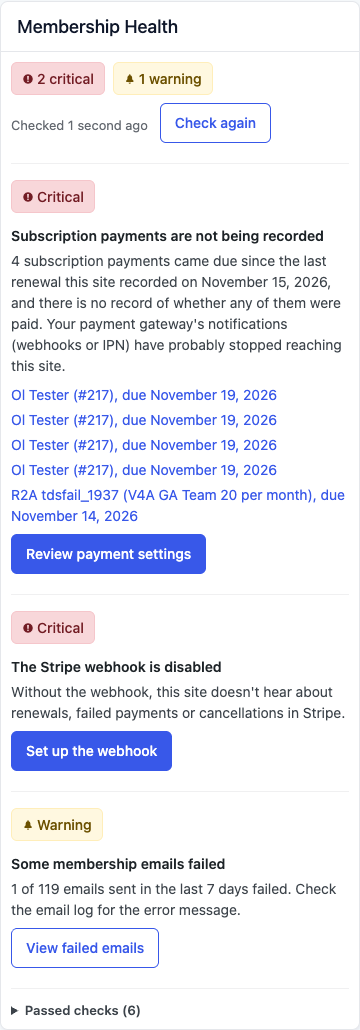 Membership Health
2 critical
1 warning
Checked 1 second ago
Check again
Critical
Subscription payments are not being recorded
4 subscription payments came due since the last
renewal this site recorded on November 15, 2026,
and there is no record of whether any of them were
paid. Your payment gateway's notifications
(webhooks or IPN) have probably stopped reaching
this site.
Ol Tester (#217), due November 19, 2026
Ol Tester (#217), due November 19, 2026
Ol Tester (#217), due November 19, 2026
Ol Tester (#217), due November 19, 2026
R2A tdsfail_1937 (V4A GA Team 20 per month), due
November 14, 2026
Review payment settings
Critical
The Stripe webhook is disabled
Without the webhook, this site doesn't hear about
renewals, failed payments or cancellations in Stripe.
Set up the webhook
Warning
Some membership emails failed
1 of 119 emails sent in the last 7 days failed. Check
the email log for the error message.
View failed emails
Passed checks (6)